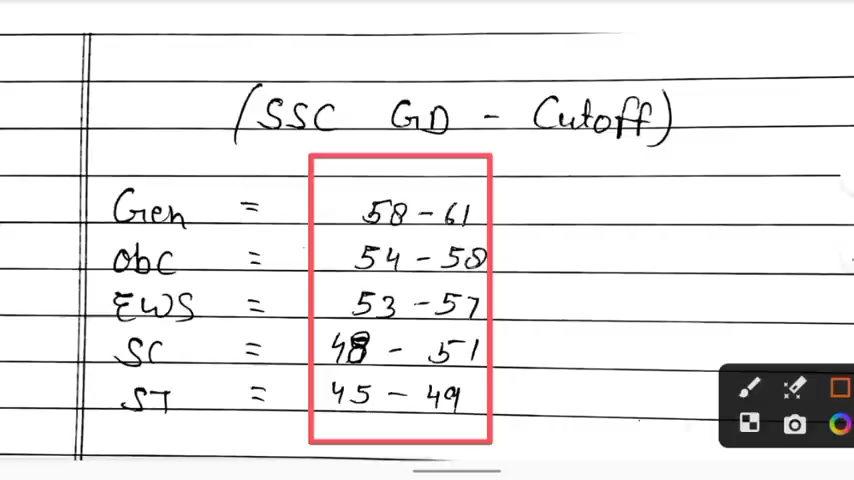 (SSC GD - Cutoff)
Gen = 58 - 61
Obc = 54 - 58
EWS = 53 - 57
SC = 48 - 51
ST = 45 - 49